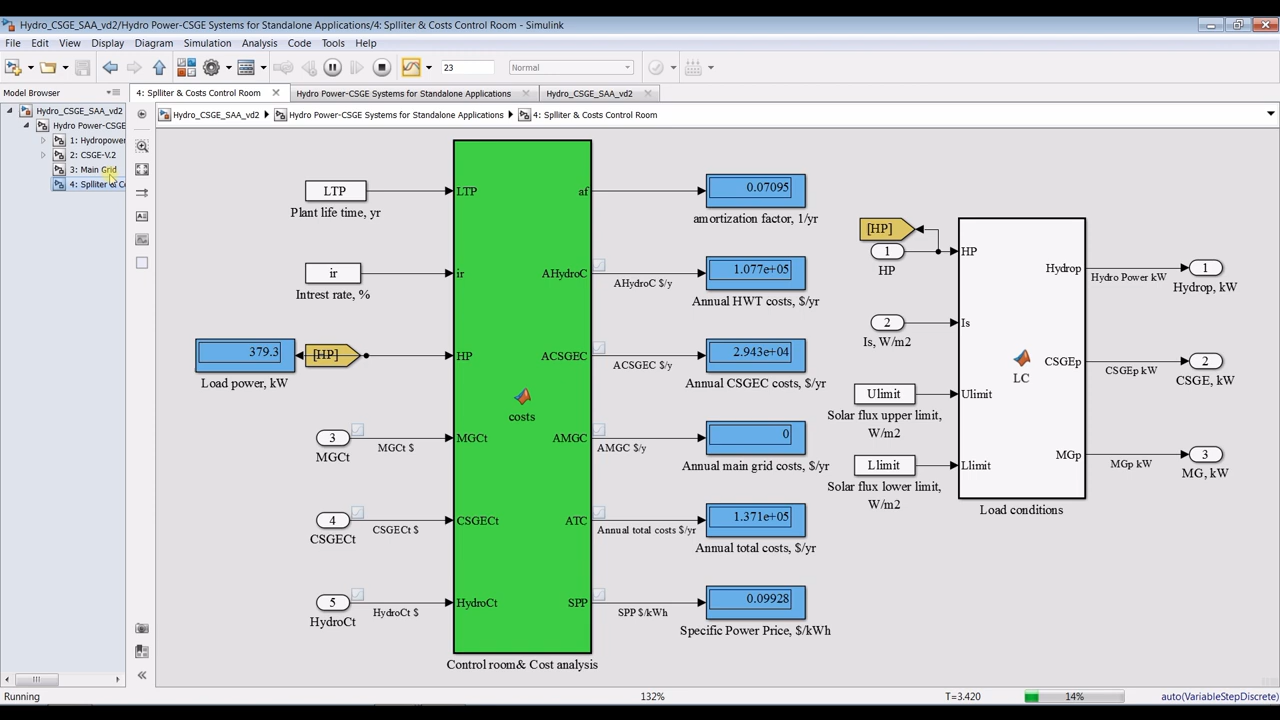 Hydro_CSGE_SAA_vd2/Hydro Power-CSGE Systems for Standalone Applications/4: Splliter & Costs Control Room - Simulink
File Edit View Display Diagram Simulation Analysis Code Tools Help
23 Normal
Model Browser
4: Splliter & Costs Control Room
Hydro Power-CSGE Systems for Standalone Applications
Hydro_CSGE_SAA_vd2
Hydro_CSGE_SAA_vd2
Hydro Power-CSGE Systems for Standalone Applications
4: Splliter & Costs Control Room
Hydro_CSGE_SAA_vd2
Hydro Power-CSGE
1: Hydropower
2: CSGE-V.2
3: Main Grid
4: Splliter & Co
LTP
Plant life time, yr
ir
Intrest rate, %
379.3
Load power, kW
[HP]
3
MGCt
MGCt $
4
CSGECt
CSGECt $
5
HydroCt
HydroCt $
LTP
ir
HP
MGCt
CSGECt
HydroCt
costs
af
AHydroC
ACSGEC
AMGC
ATC
SPP
Control room& Cost analysis
0.07095
amortization factor, 1/yr
AHydroC $/y
1.077e+05
Annual HWT costs, $/yr
ACSGEC $/y
2.943e+04
Annual CSGEC costs, $/yr
AMGC $/y
0
Annual main grid costs, $/yr
Annual total costs $/yr
1.371e+05
Annual total costs, $/yr
SPP $/kWh
0.09928
Specific Power Price, $/kWh
[HP]
1
HP
2
Is, W/m2
Ulimit
Solar flux upper limit,
W/m2
Llimit
Solar flux lower limit,
W/m2
HP
Is
Ulimit
Llimit
LC
Hydrop
CSGEp
MGp
Load conditions
Hydro Power kW
1
Hydrop, kW
CSGEp kW
2
CSGE, kW
MGp kW
3
MG, kW
Running
132%
T=3.420
14%
auto(VariableStepDiscrete)